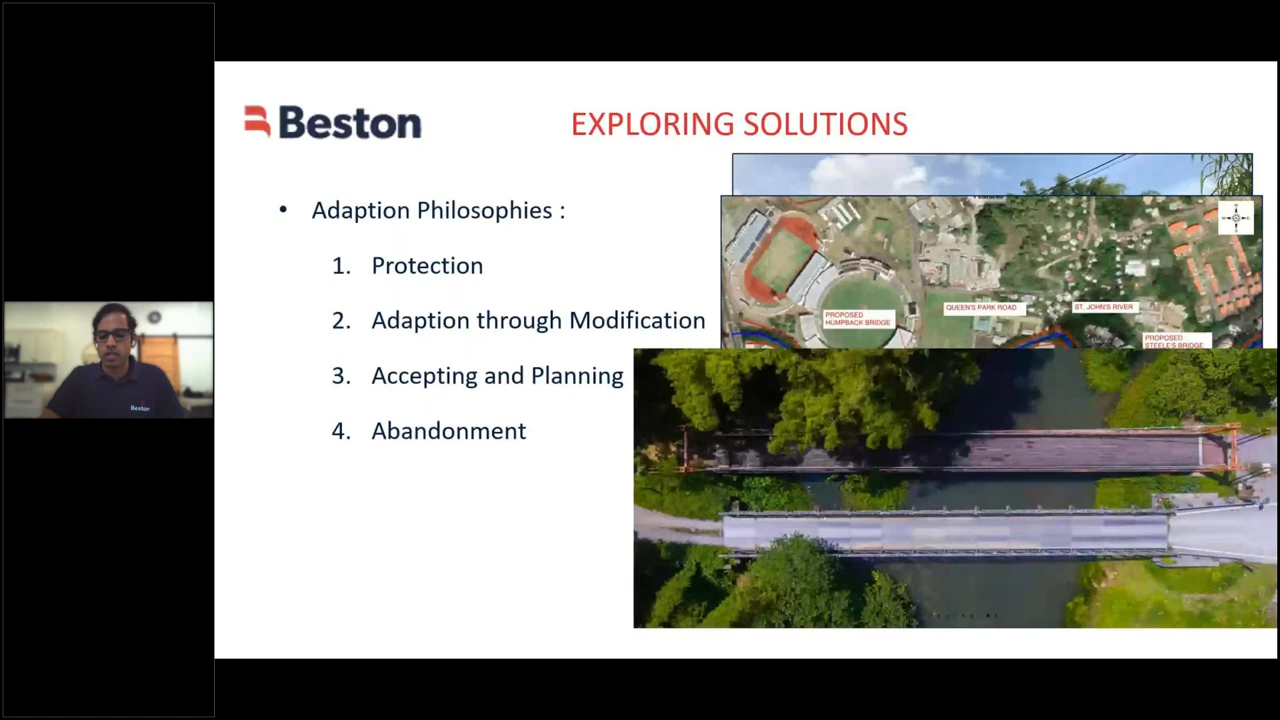 Beston
EXPLORING SOLUTIONS
• Adaption Philosophies :
1. Protection
2. Adaption through Modification
3. Accepting and Planning
4. Abandonment
PROPOSED
HUMPBACK BRIDGE
QUEEN'S PARK ROAD
ST. JOHN'S RIVER
PROPOSED
STEELE'S BRIDGE
Beston